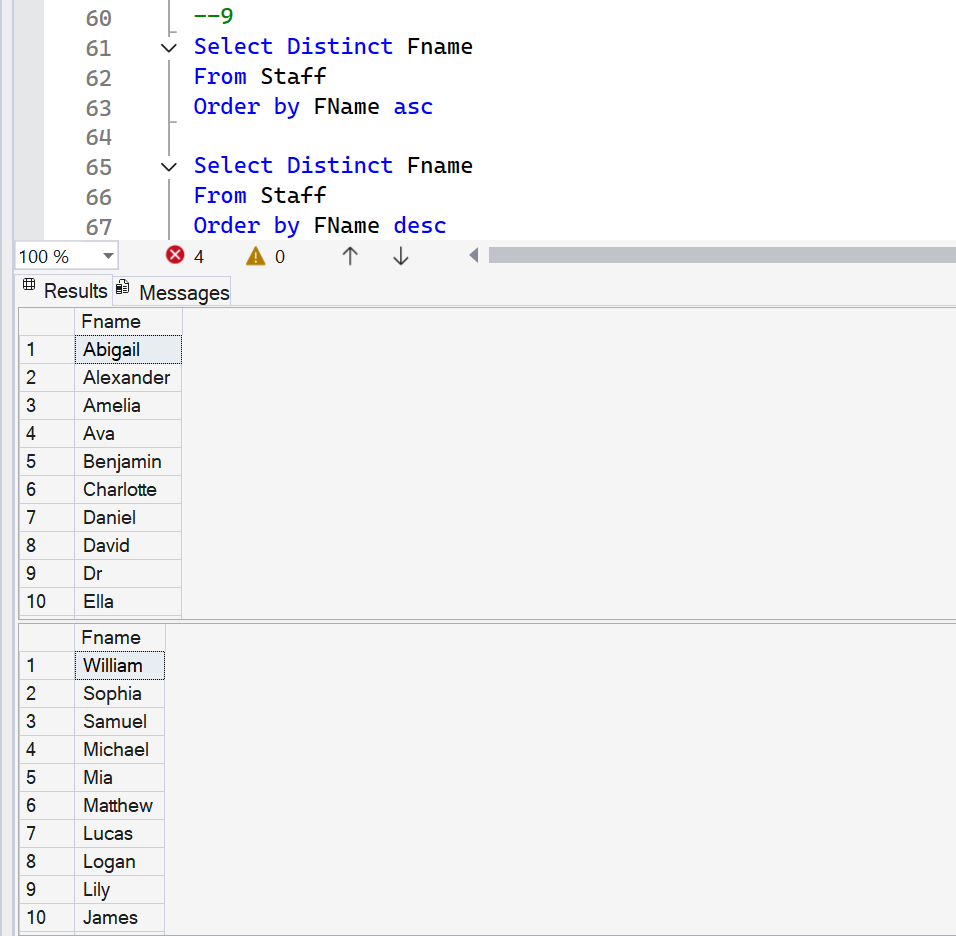 60 --9
61 Select Distinct Fname
62 From Staff
63 Order by FName asc
64
65 Select Distinct Fname
66 From Staff
67 Order by FName desc
100 % 4 0
Results Messages
Fname
1 Abigail
2 Alexander
3 Amelia
4 Ava
5 Benjamin
6 Charlotte
7 Daniel
8 David
9 Dr
10 Ella
Fname
1 William
2 Sophia
3 Samuel
4 Michael
5 Mia
6 Matthew
7 Lucas
8 Logan
9 Lily
10 James